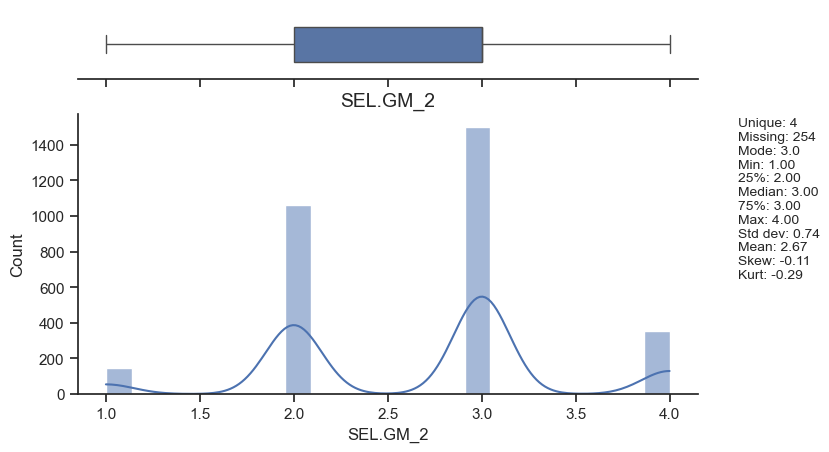 SEL.GM_2
1400
1200
1000
800
600
400
200
0
Count
1.0 1.5 2.0 2.5 3.0 3.5 4.0
SEL.GM_2
Unique: 4
Missing: 254
Mode: 3.0
Min: 1.00
25%: 2.00
Median: 3.00
75%: 3.00
Max: 4.00
Std dev: 0.74
Mean: 2.67
Skew: -0.11
Kurt: -0.29